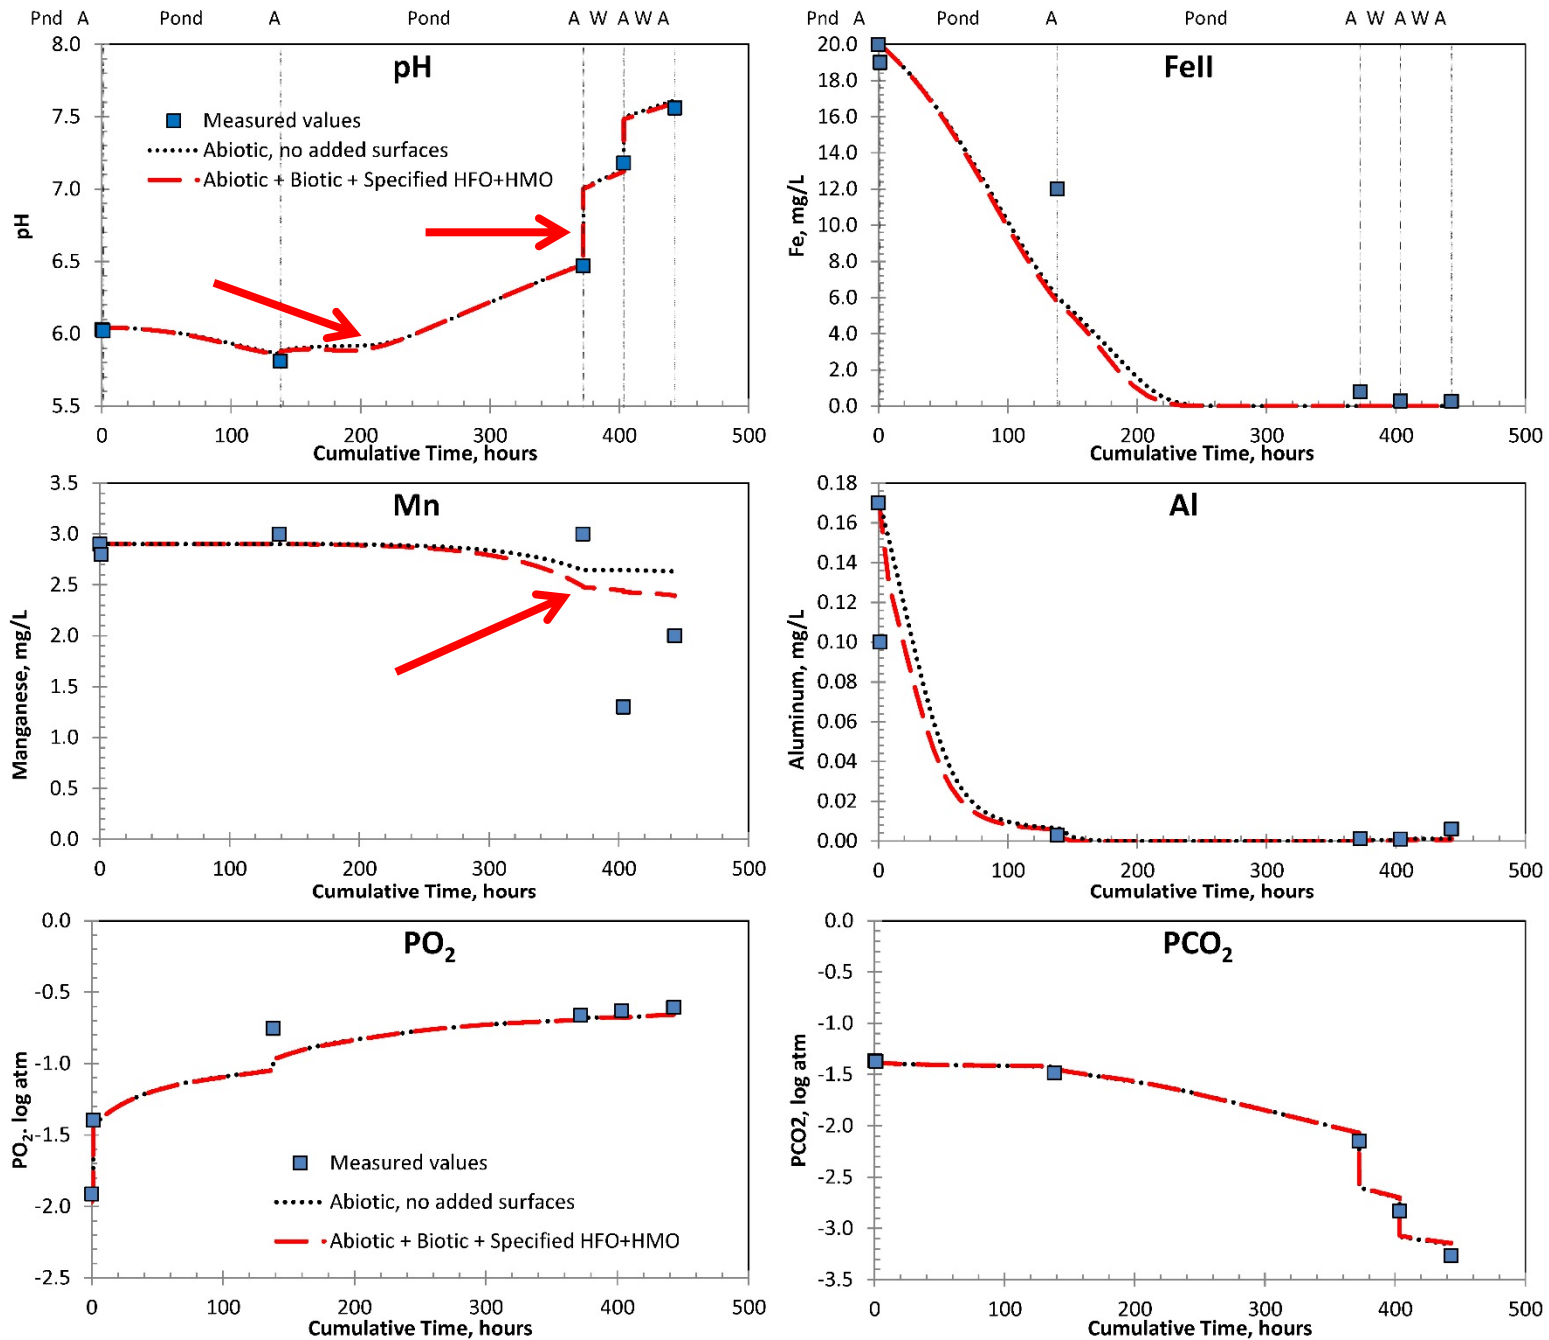 Pnd A Pond A Pond A W A W A
8.0
7.5
7.0
6.5
6.0
5.5
pH
pH
Measured values
Abiotic, no added surfaces
Abiotic + Biotic + Specified HFO+HMO
0 100 200 300 400 500
Cumulative Time, hours
Pnd A Pond A Pond A W A W A
20.0
18.0
16.0
14.0
12.0
10.0
8.0
6.0
4.0
2.0
0.0
Fe, mg/L
FeII
0 100 200 300 400 500
Cumulative Time, hours
3.5
3.0
2.5
2.0
1.5
1.0
0.5
0.0
Manganese, mg/L
Mn
0 100 200 300 400 500
Cumulative Time, hours
0.18
0.16
0.14
0.12
0.10
0.08
0.06
0.04
0.02
0.00
Aluminum, mg/L
Al
0 100 200 300 400 500
Cumulative Time, hours
0.0
-0.5
-1.0
-1.5
-2.0
-2.5
PO2. log atm
PO2
Measured values
Abiotic, no added surfaces
Abiotic + Biotic + Specified HFO+HMO
0 100 200 300 400 500
Cumulative Time, hours
0.0
-0.5
-1.0
-1.5
-2.0
-2.5
-3.0
-3.5
PCO2, log atm
PCO2
0 100 200 300 400 500
Cumulative Time, hours